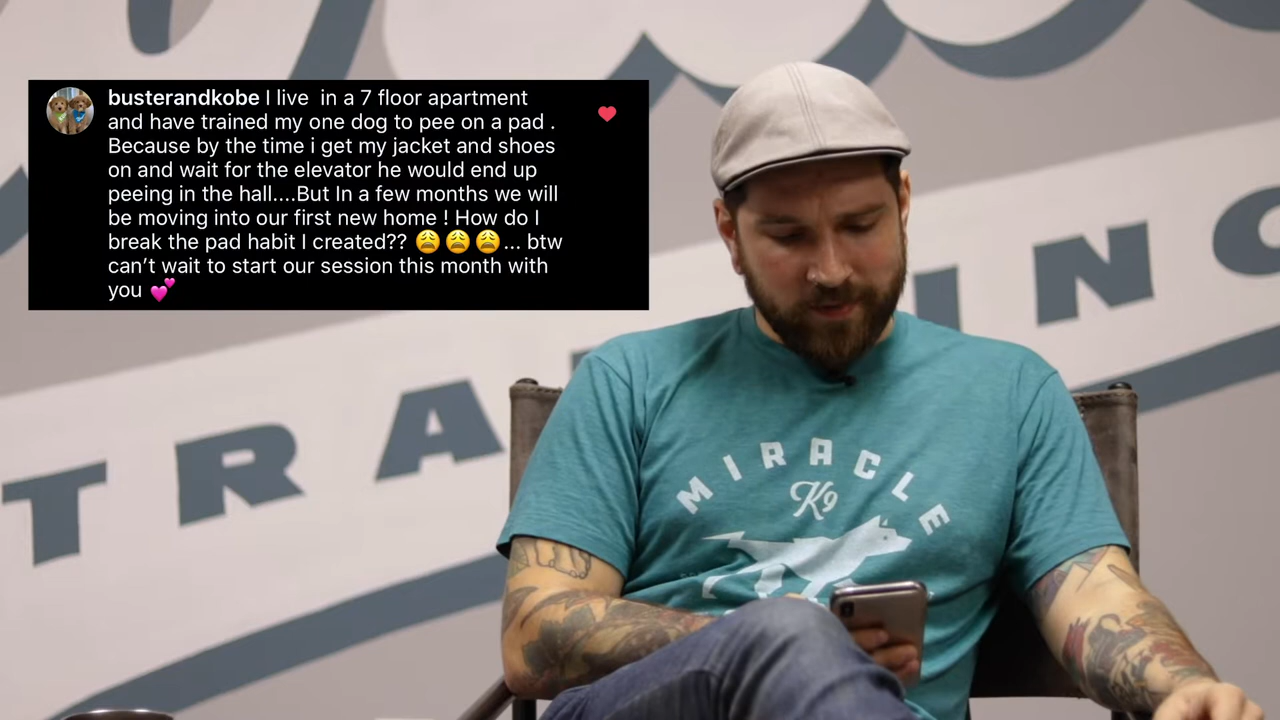 busterandkobe I live in a 7 floor apartment
and have trained my one dog to pee on a pad .
Because by the time i get my jacket and shoes
on and wait for the elevator he would end up
peeing in the hall....But In a few months we will
be moving into our first new home ! How do I
break the pad habit I created?? 😩😩😩... btw
can't wait to start our session this month with
you 💕
TRA IN G
MIRACLE
K9